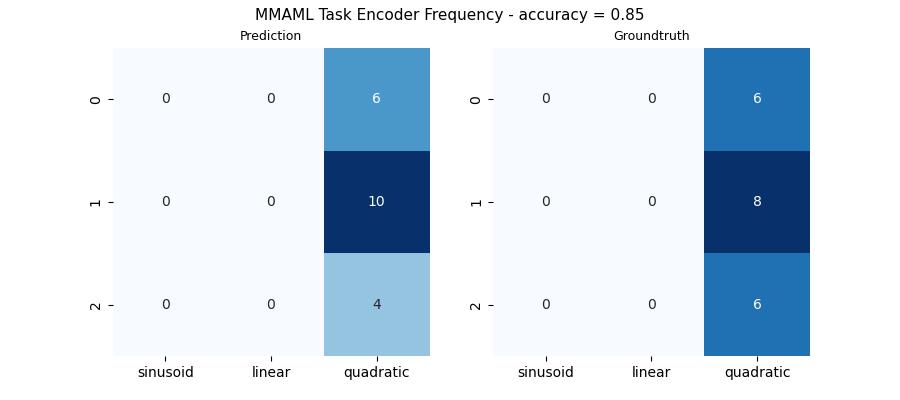 MMAML Task Encoder Frequency - accuracy = 0.85
Prediction
Groundtruth
0 0 0 6
1 0 0 10
2 0 0 4
sinusoid linear quadratic
0 0 6
0 0 8
0 0 6
0
1
2
sinusoid linear quadratic